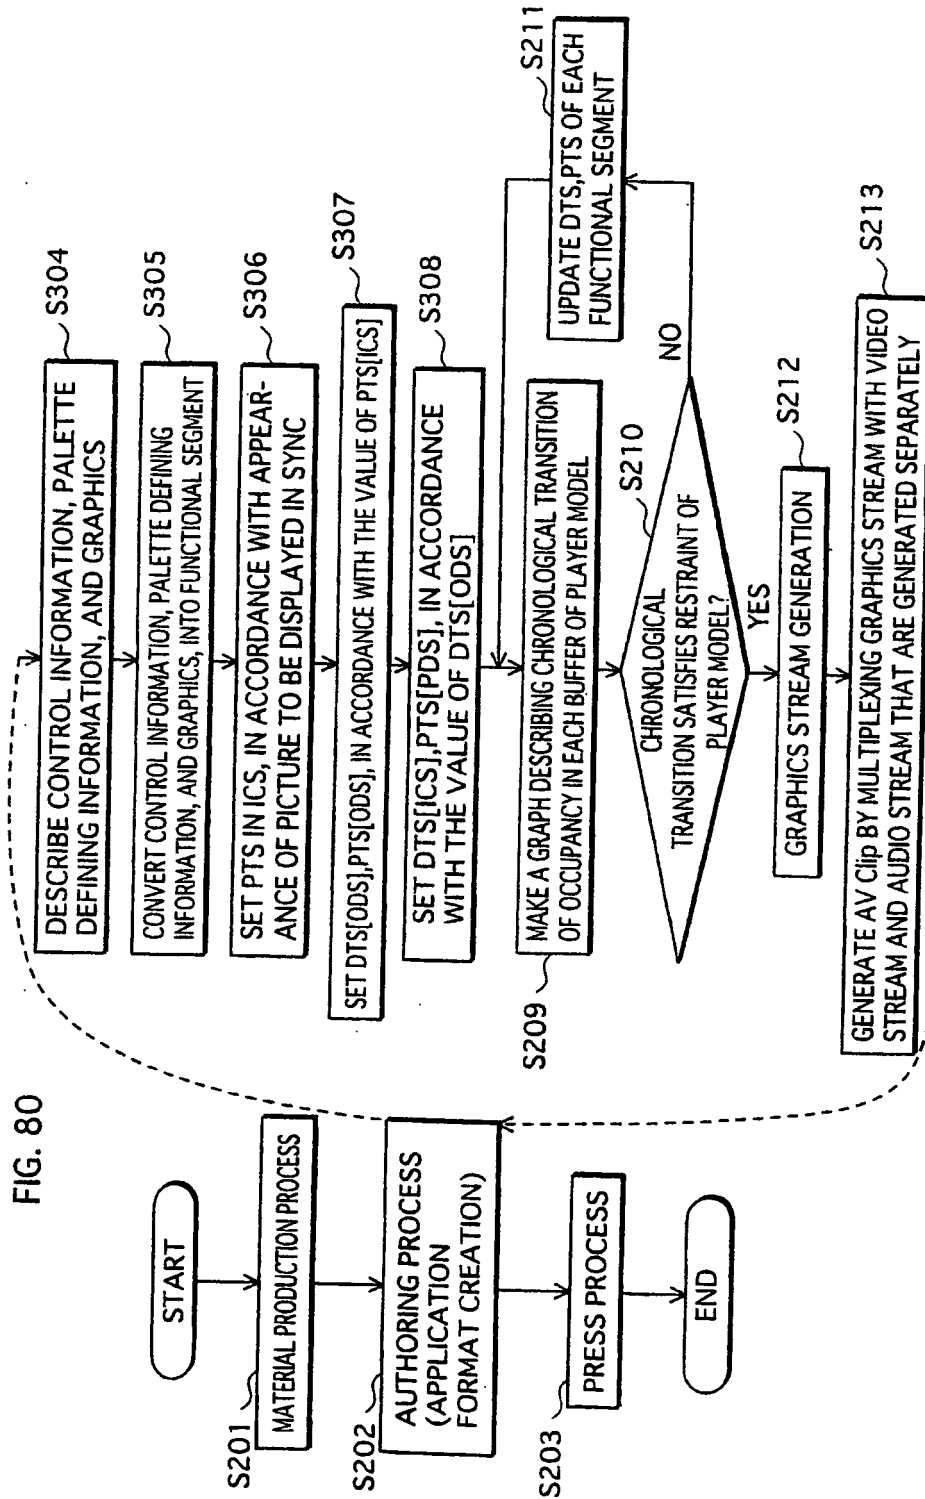 FIG. 80
START
S201
MATERIAL PRODUCTION PROCESS
S202
AUTHORING PROCESS
(APPLICATION
FORMAT CREATION)
S203
PRESS PROCESS
END
S304
DESCRIBE CONTROL INFORMATION, PALETTE
DEFINING INFORMATION, AND GRAPHICS
S305
CONVERT CONTROL INFORMATION, PALETTE DEFINING
INFORMATION, AND GRAPHICS, INTO FUNCTIONAL SEGMENT
S306
SET PTS IN ICS, IN ACCORDANCE WITH APPEAR-
ANCE OF PICTURE TO BE DISPLAYED IN SYNC
S307
SET DTS[ODS],PTS[ODS], IN ACCORDANCE WITH THE VALUE OF PTS[ICS]
S308
SET DTS[ICS],PTS[PDS], IN ACCORDANCE
WITH THE VALUE OF DTS[ODS]
S209
MAKE A GRAPH DESCRIBING CHRONOLOGICAL TRANSITION
OF OCCUPANCY IN EACH BUFFER OF PLAYER MODEL
S210
CHRONOLOGICAL
TRANSITION SATISFIES RESTRAINT OF
PLAYER MODEL?
NO
S211
UPDATE DTS,PTS OF EACH
FUNCTIONAL SEGMENT
YES
S212
GRAPHICS STREAM GENERATION
S213
GENERATE AV Clip BY MULTIPLEXING GRAPHICS STREAM WITH VIDEO
STREAM AND AUDIO STREAM THAT ARE GENERATED SEPARATELY